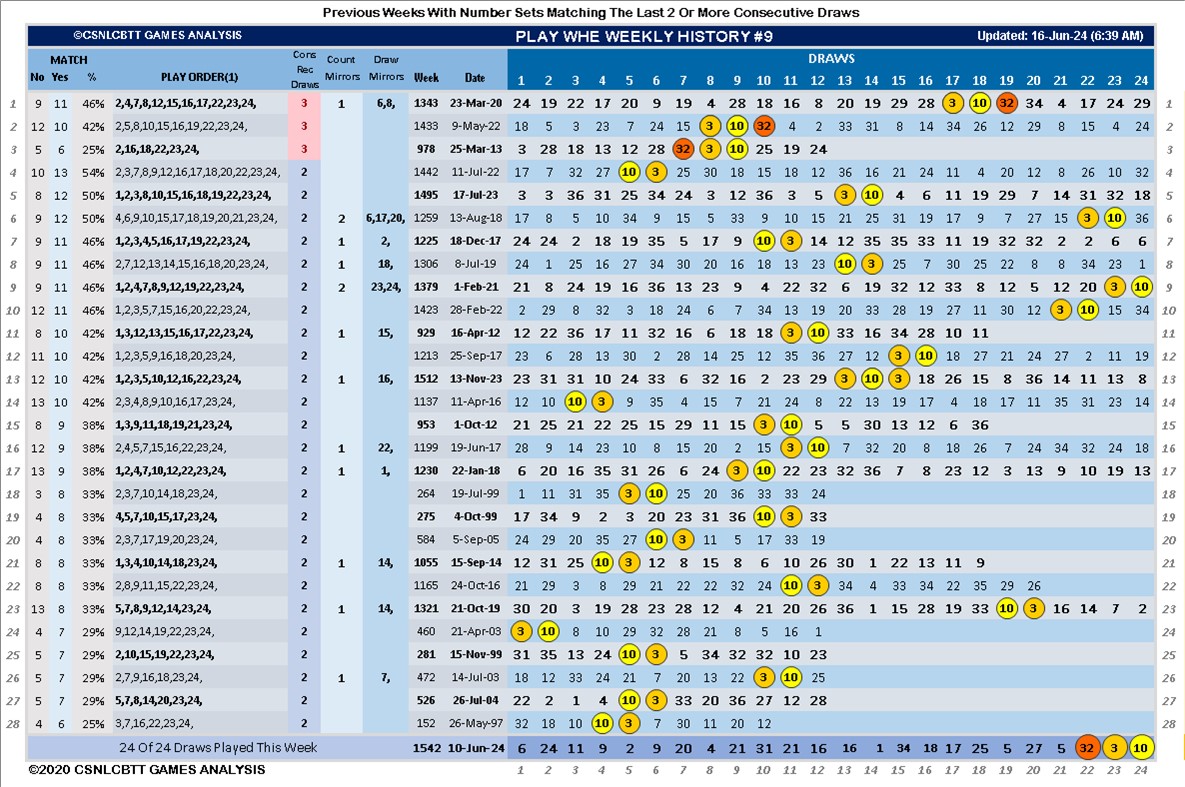 Previous Weeks With Number Sets Matching The Last 2 Or More Consecutive Draws
©CSNLCBTT GAMES ANALYSIS PLAY WHE WEEKLY HISTORY #9 Updated: 16-Jun-24 (6:39 AM)
MATCH Cons Rec Draws Count Mirrors Draw Mirrors DRAWS
No Yes % PLAY ORDER(1) Week Date 1 2 3 4 5 6 7 8 9 10 11 12 13 14 15 16 17 18 19 20 21 22 23 24
1 9 11 46% 2,4,7,8,12,15,16,17,22,23,24, 3 1 6,8, 1343 23-Mar-20 24 19 22 17 20 9 19 4 28 18 16 8 20 19 29 28 3 10 32 34 4 17 24 29 1
2 12 10 42% 2,5,8,10,15,16,19,22,23,24, 3 1433 9-May-22 18 5 3 23 7 24 15 3 10 32 4 2 33 31 8 14 34 26 12 29 8 15 4 24 2
3 5 6 25% 2,16,18,22,23,24, 3 978 25-Mar-13 3 28 18 13 12 28 32 3 10 25 19 24 3
4 10 13 54% 2,3,7,8,9,12,16,17,18,20,22,23,24, 2 1442 11-Jul-22 17 7 32 27 10 3 25 30 18 15 18 12 36 16 21 24 11 4 20 12 8 26 10 32 4
5 8 12 50% 1,2,3,8,10,15,16,18,19,22,23,24, 2 1495 17-Jul-23 3 3 36 31 25 34 24 3 12 36 3 5 3 10 4 6 11 19 29 7 14 31 32 18 5
6 9 12 50% 4,6,9,10,15,17,18,19,20,21,23,24, 2 2 6,17,20, 1259 13-Aug-18 17 8 5 10 34 9 15 5 33 9 10 15 21 25 31 19 17 9 7 27 15 3 10 36 6
7 9 11 46% 1,2,3,4,5,16,17,19,22,23,24, 2 1 2, 1225 18-Dec-17 24 24 2 18 19 35 5 17 9 10 3 14 12 35 35 33 11 19 32 32 2 2 6 6 7
8 9 11 46% 2,7,12,13,14,15,16,18,20,23,24, 2 1 18, 1306 8-Jul-19 24 1 25 16 27 34 30 20 16 18 13 23 10 3 25 7 30 25 22 8 8 34 23 1 8
9 9 11 46% 1,2,4,7,8,9,12,19,22,23,24, 2 2 23,24, 1379 1-Feb-21 21 8 24 19 16 36 13 23 9 4 22 32 6 19 32 12 33 8 12 5 12 20 3 10 9
10 12 11 46% 1,2,3,5,7,15,16,20,22,23,24, 2 1423 28-Feb-22 2 29 8 32 3 18 24 6 7 34 13 19 20 33 28 19 27 11 30 12 3 10 15 34 10
11 8 10 42% 1,3,12,13,15,16,17,22,23,24, 2 1 15, 929 16-Apr-12 12 22 36 17 11 32 16 6 18 18 3 10 33 16 34 28 10 11 11
12 11 10 42% 1,2,3,5,9,16,18,20,23,24, 2 1213 25-Sep-17 23 6 28 13 30 2 28 14 25 12 35 36 27 12 3 10 18 27 21 24 27 2 11 19 12
13 12 10 42% 1,2,3,5,10,12,16,22,23,24, 2 1 16, 1512 13-Nov-23 23 31 31 10 24 33 6 32 16 2 23 29 3 10 3 18 26 15 8 36 14 11 13 8 13
14 13 10 42% 2,3,4,8,9,10,16,17,23,24, 2 1137 11-Apr-16 12 10 10 3 9 35 4 15 7 21 24 8 22 13 19 17 4 18 17 11 35 31 23 14 14
15 8 9 38% 1,3,9,11,18,19,21,23,24, 2 953 1-Oct-12 21 25 21 22 25 15 29 11 15 3 10 5 5 30 13 12 6 36 15
16 12 9 38% 2,4,5,7,15,16,22,23,24, 2 1 22, 1199 19-Jun-17 28 9 14 23 10 8 15 20 2 15 3 10 7 16 32 20 18 26 7 24 34 32 24 18 16
17 13 9 38% 1,2,4,7,10,12,22,23,24, 2 1 1, 1230 22-Jan-18 6 20 16 35 31 26 6 24 3 10 22 23 32 36 7 8 23 12 3 13 9 10 19 13 17
18 3 8 33% 2,3,7,10,14,18,23,24, 2 264 19-Jul-99 1 11 31 35 3 10 25 20 36 33 33 24 18
19 4 8 33% 4,5,7,10,15,17,23,24, 2 275 4-Oct-99 17 34 9 2 3 20 23 31 36 10 3 33 19
20 4 8 33% 2,3,7,17,19,20,23,24, 2 584 5-Sep-05 24 20 29 35 27 10 3 11 5 17 33 19 20
21 8 8 33% 1,3,4,10,14,18,23,24, 2 1 14, 1055 15-Sep-14 12 31 25 10 3 12 8 15 8 6 10 26 30 1 22 13 11 9 21
22 8 8 33% 2,8,9,11,15,22,23,24, 2 1165 24-Oct-16 21 29 3 8 29 21 22 22 32 24 10 3 34 4 33 34 22 35 29 26 22
23 13 8 33% 5,7,8,9,12,14,23,24, 2 1 14, 1321 21-Oct-19 30 20 3 19 28 23 28 12 4 21 20 26 36 1 15 28 19 33 10 3 16 14 7 2 23
24 4 7 29% 9,12,14,19,22,23,24, 2 460 21-Apr-03 3 10 8 10 29 32 28 21 8 5 16 1 24
25 5 7 29% 2,10,15,19,22,23,24, 2 281 15-Nov-99 31 35 13 24 10 3 5 34 32 32 10 23 25
26 5 7 29% 2,7,9,16,18,23,24, 2 1 7, 472 14-Jul-03 18 12 33 24 21 7 20 13 22 3 10 25 26
27 5 7 29% 5,7,8,14,20,23,24, 2 526 26-Jul-04 22 2 1 4 10 3 33 20 36 27 12 28 27
28 4 6 25% 3,7,16,22,23,24, 2 152 26-May-97 32 18 10 10 3 7 30 11 20 12 28
24 Of 24 Draws Played This Week 1542 10-Jun-24 6 24 11 9 2 9 20 4 21 31 21 16 16 1 34 18 17 25 5 27 5 32 3 10
©2020 CSNLCBTT GAMES ANALYSIS 1 2 3 4 5 6 7 8 9 10 11 12 13 14 15 16 17 18 19 20 21 22 23 24